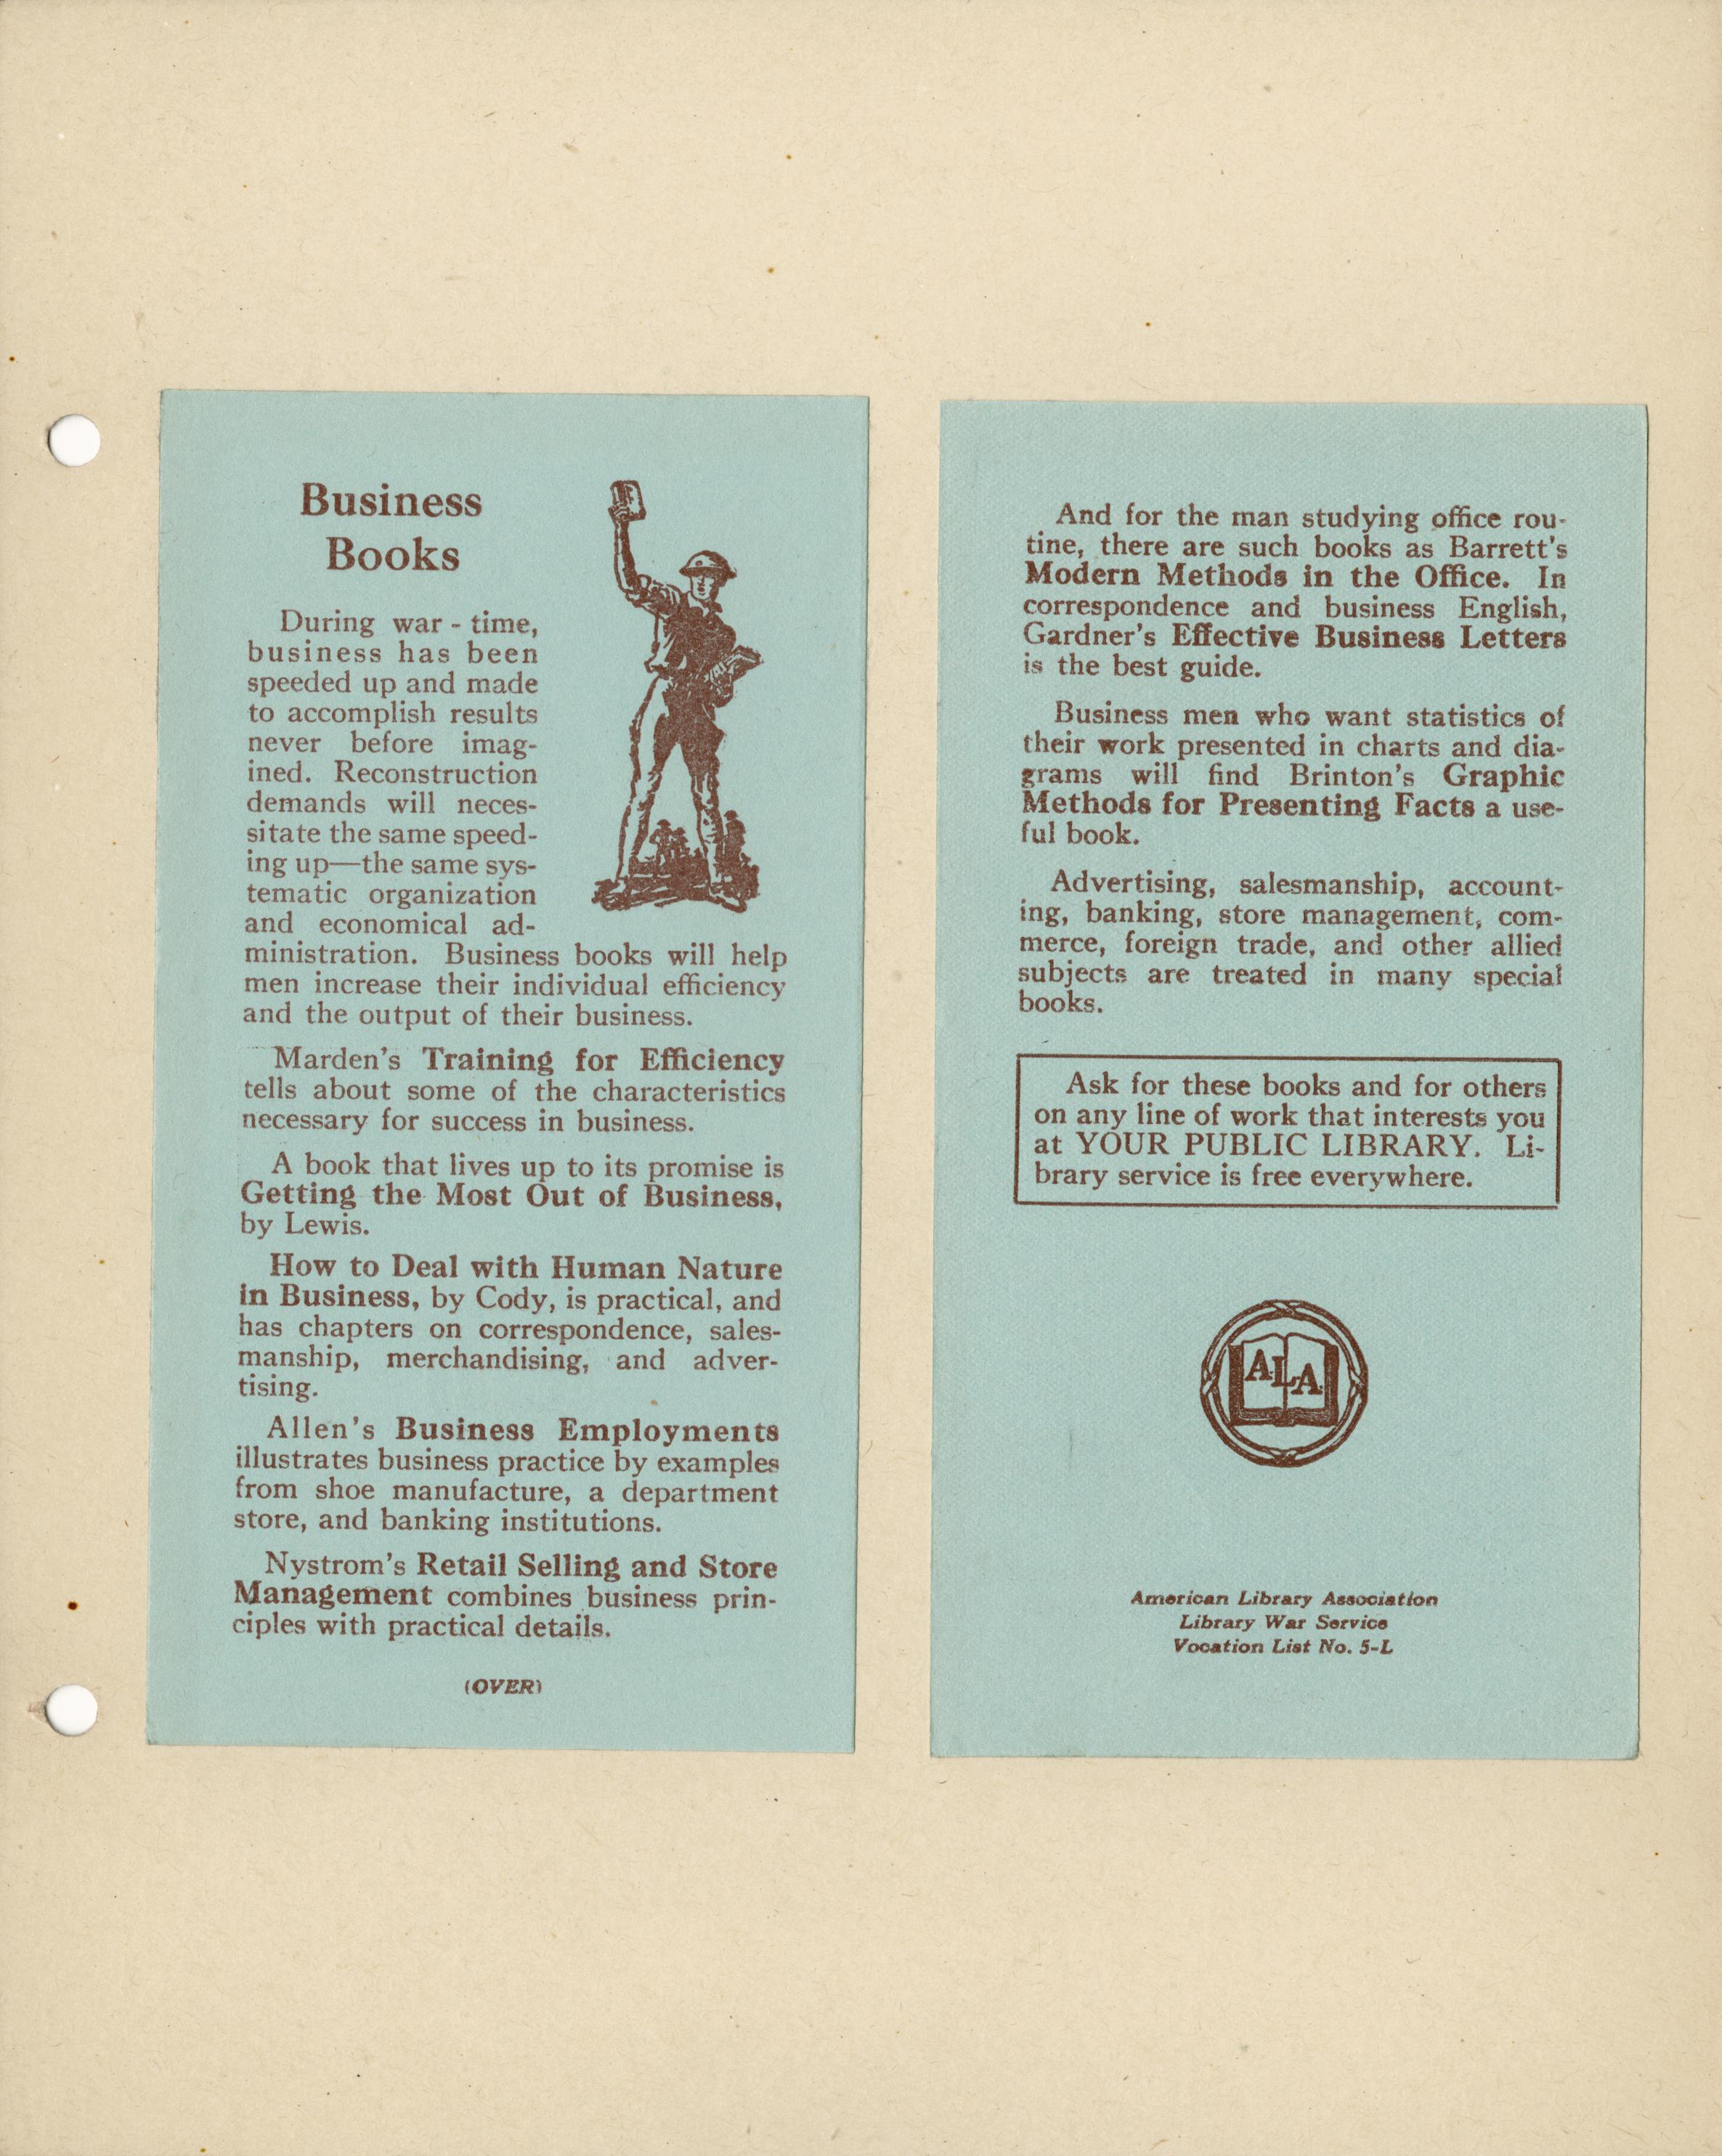 Business
Books
During war-time,
business has been
speeded up and made
to accomplish results
never before imag-
ined. Reconstruction
demands will neces-
sitate the same speed-
ing up—the same sys-
tematic organization
and economical ad-
ministration. Business books will help
men increase their individual efficiency
and the output of their business.
Marden's Training for Efficiency
tells about some of the characteristics
necessary for success in business.
A book that lives up to its promise is
Getting the Most Out of Business,
by Lewis.
How to Deal with Human Nature
in Business, by Cody, is practical, and
has chapters on correspondence, sales-
manship, merchandising, and adver-
tising.
Allen's Business Employments
illustrates business practice by examples
from shoe manufacture, a department
store, and banking institutions.
Nystrom's Retail Selling and Store
Management combines business prin-
ciples with practical details.
(OVER)
And for the man studying office rou-
tine, there are such books as Barrett's
Modern Methods in the Office. In
correspondence and business English,
Gardner's Effective Business Letters
is the best guide.
Business men who want statistics of
their work presented in charts and dia-
grams will find Brinton's Graphic
Methods for Presenting Facts a use-
ful book.
Advertising, salesmanship, account-
ing, banking, store management, com-
merce, foreign trade, and other allied
subjects are treated in many special
books.
Ask for these books and for others
on any line of work that interests you
at YOUR PUBLIC LIBRARY. Li-
brary service is free everywhere.
A.L.A.
American Library Association
Library War Service
Vocation List No. 5-L